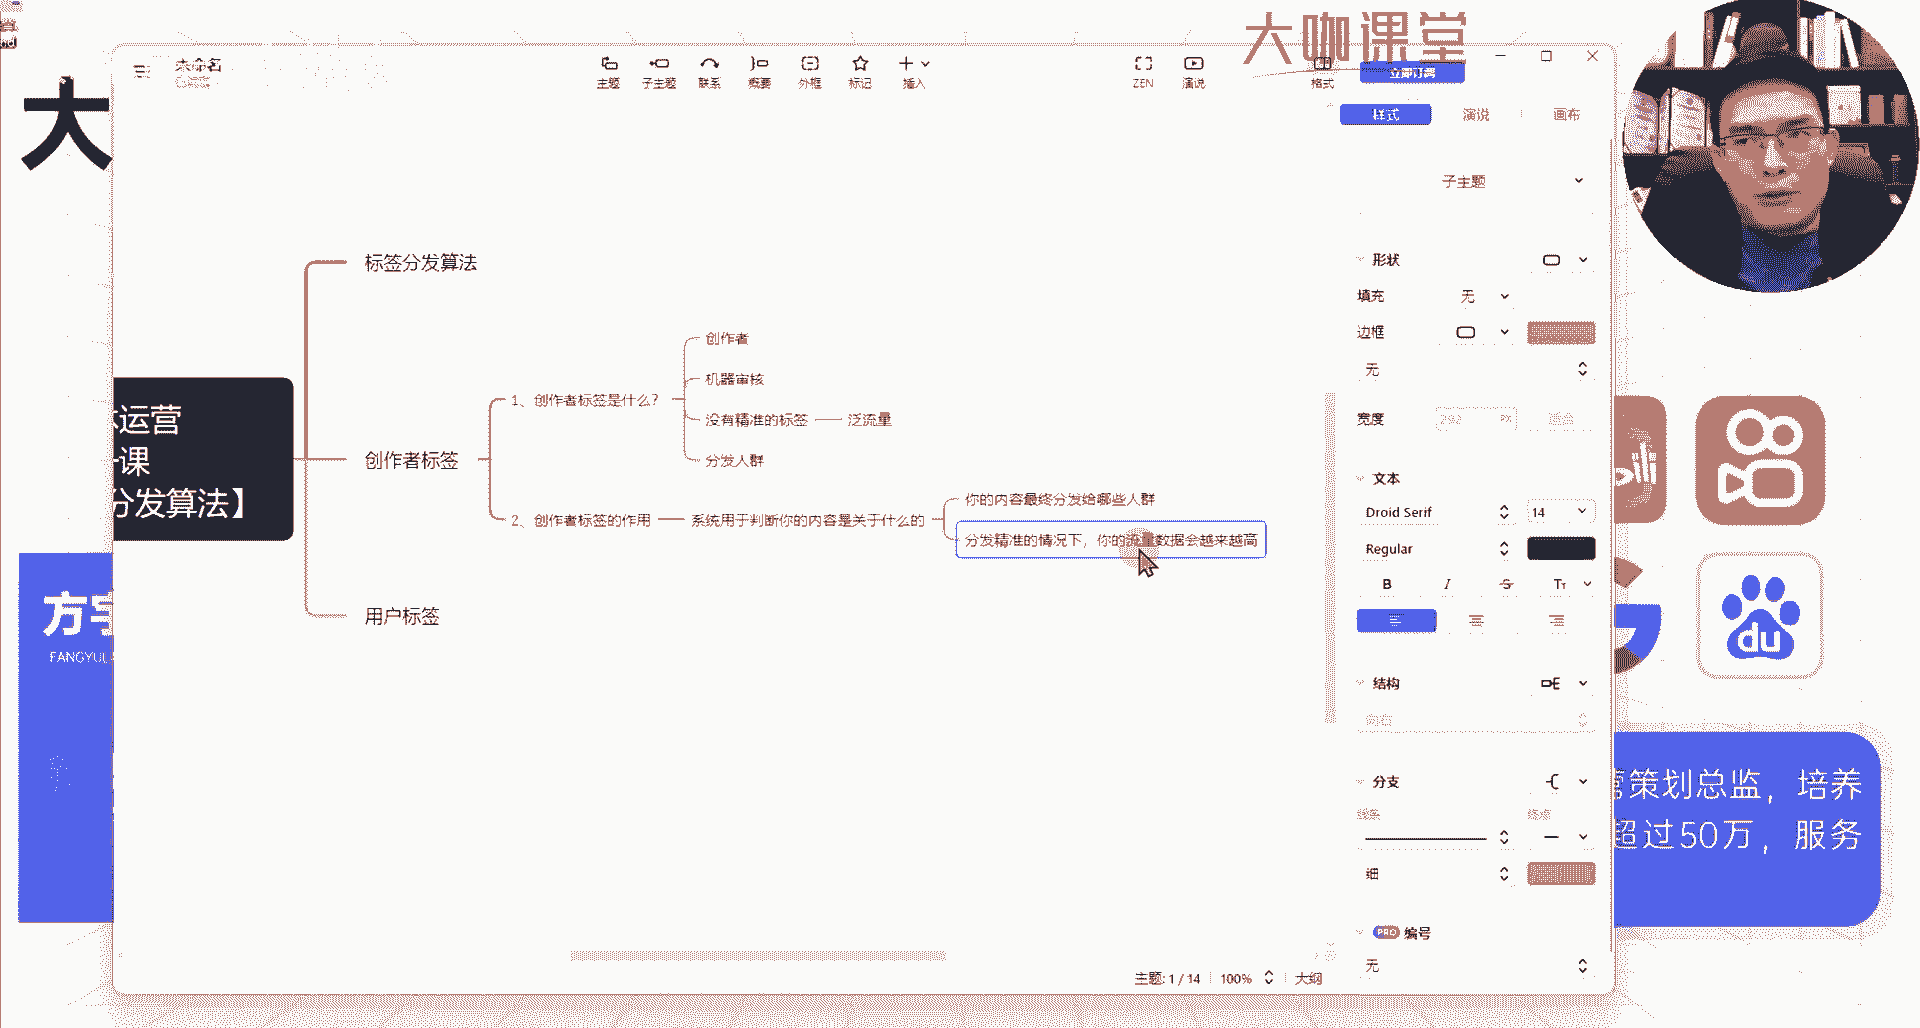 大咖课堂
大
未命名
主题
子主题
联系
概要
外框
标记
插入
ZEN
演说
格式
立即订阅
样式
演说
画布
子主题
运营
课
分发算法】
标签分发算法
创作者标签
用户标签
1、创作者标签是什么?
创作者
机器审核
没有精准的标签
泛流量
分发人群
2、创作者标签的作用
系统用于判断你的内容是关于什么的
你的内容最终分发给哪些人群
分发精准的情况下，你的流量数据会越来越高
形状
填充
无
边框
无
宽度
292
PX
文本
Droid Serif
14
Regular
B
I
S
Tт
结构
向右
分支
线条
终点
细
PRO
编号
无
主题: 1 / 14
100%
大纲
方
FANGYU
du
策划总监，培养
超过50万，服务